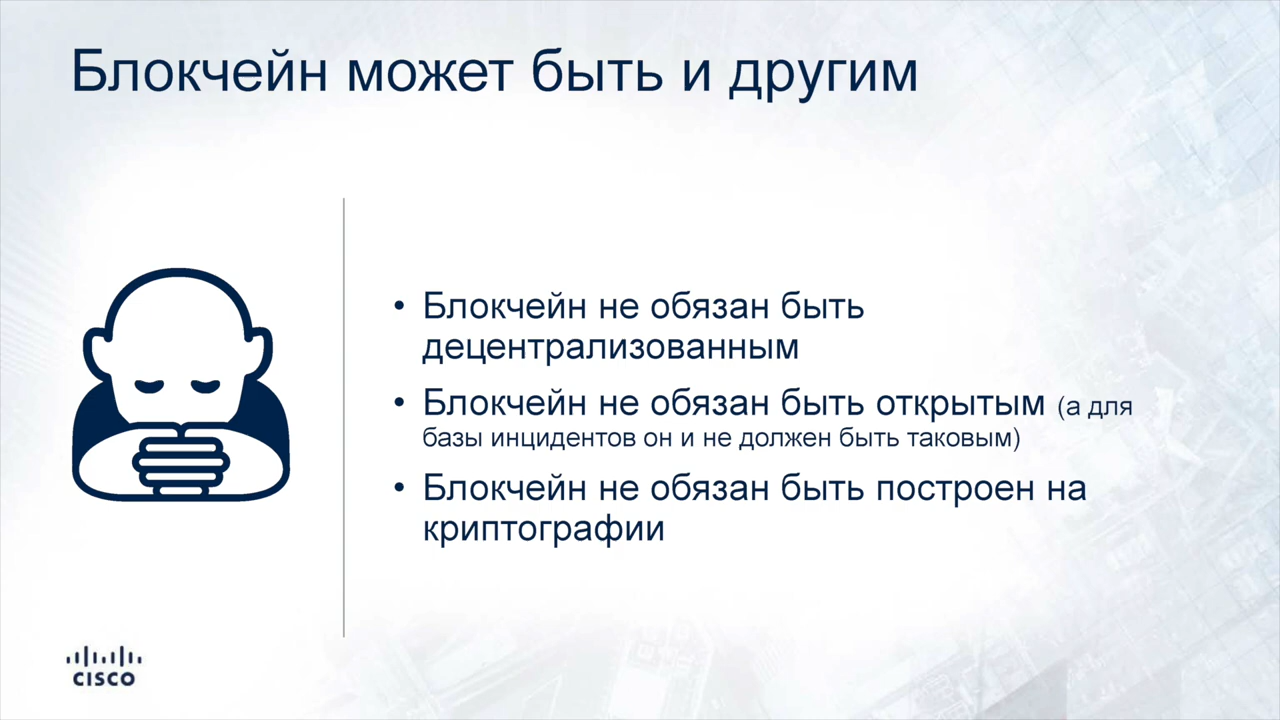 Блокчейн может быть и другим
• Блокчейн не обязан быть
децентрализованным
• Блокчейн не обязан быть открытым (а для
базы инцидентов он и не должен быть таковым)
• Блокчейн не обязан быть построен на
криптографии
CISCO